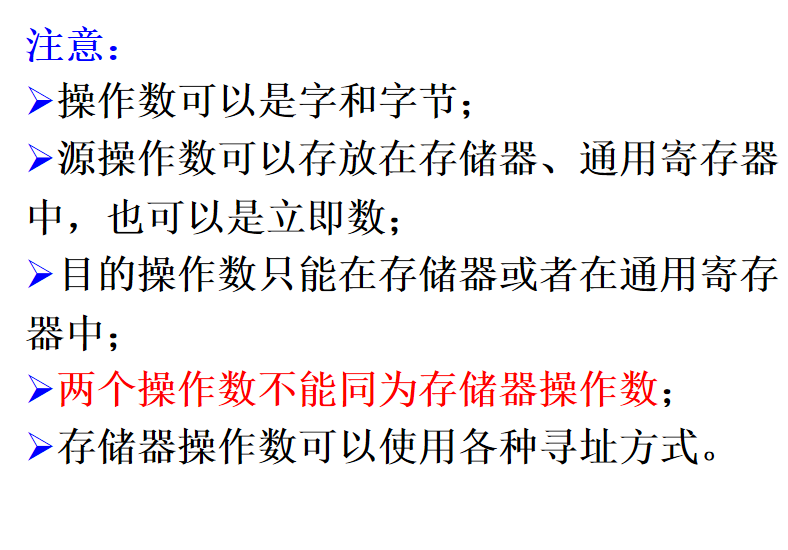 注意：
➢操作数可以是字和字节；
➢源操作数可以存放在存储器、通用寄存器
中，也可以是立即数；
➢目的操作数只能在存储器或者在通用寄存
器中；
➢两个操作数不能同为存储器操作数；
➢存储器操作数可以使用各种寻址方式。